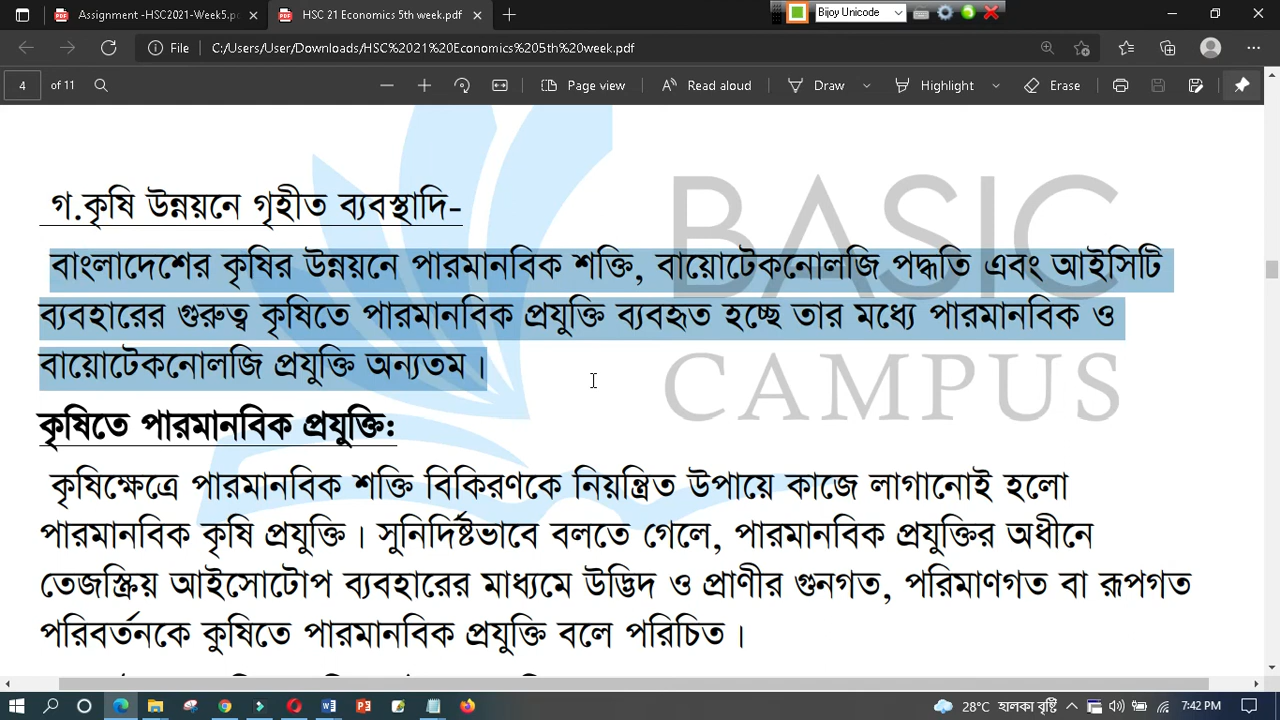 Assignment -HSC2021-Week5.p
HSC 21 Economics 5th week.pdf
Bijoy Unicode
File
C:/Users/User/Downloads/HSC%2021%20Economics%205th%20week.pdf
4 of 11
Page view
Read aloud
Draw
Highlight
Erase
BASIC
CAMPUS
গ.কৃষি উন্নয়নে গৃহীত ব্যবস্থাদি-
বাংলাদেশের কৃষির উন্নয়নে পারমানবিক শক্তি, বায়োটেকনোলজি পদ্ধতি এবং আইসিটি
ব্যবহারের গুরুত্ব কৃষিতে পারমানবিক প্রযুক্তি ব্যবহৃত হচ্ছে তার মধ্যে পারমানবিক ও
বায়োটেকনোলজি প্রযুক্তি অন্যতম।
কৃষিতে পারমানবিক প্রযুক্তি:
কৃষিক্ষেত্রে পারমানবিক শক্তি বিকিরণকে নিয়ন্ত্রিত উপায়ে কাজে লাগানোই হলো
পারমানবিক কৃষি প্রযুক্তি। সুনির্দিষ্টভাবে বলতে গেলে, পারমানবিক প্রযুক্তির অধীনে
তেজস্ক্রিয় আইসোটোপ ব্যবহারের মাধ্যমে উদ্ভিদ ও প্রাণীর গুনগত, পরিমাণগত বা রূপগত
পরিবর্তনকে কুষিতে পারমানবিক প্রযুক্তি বলে পরিচিত।
28°C হালকা বৃষ্টি
7:42 PM